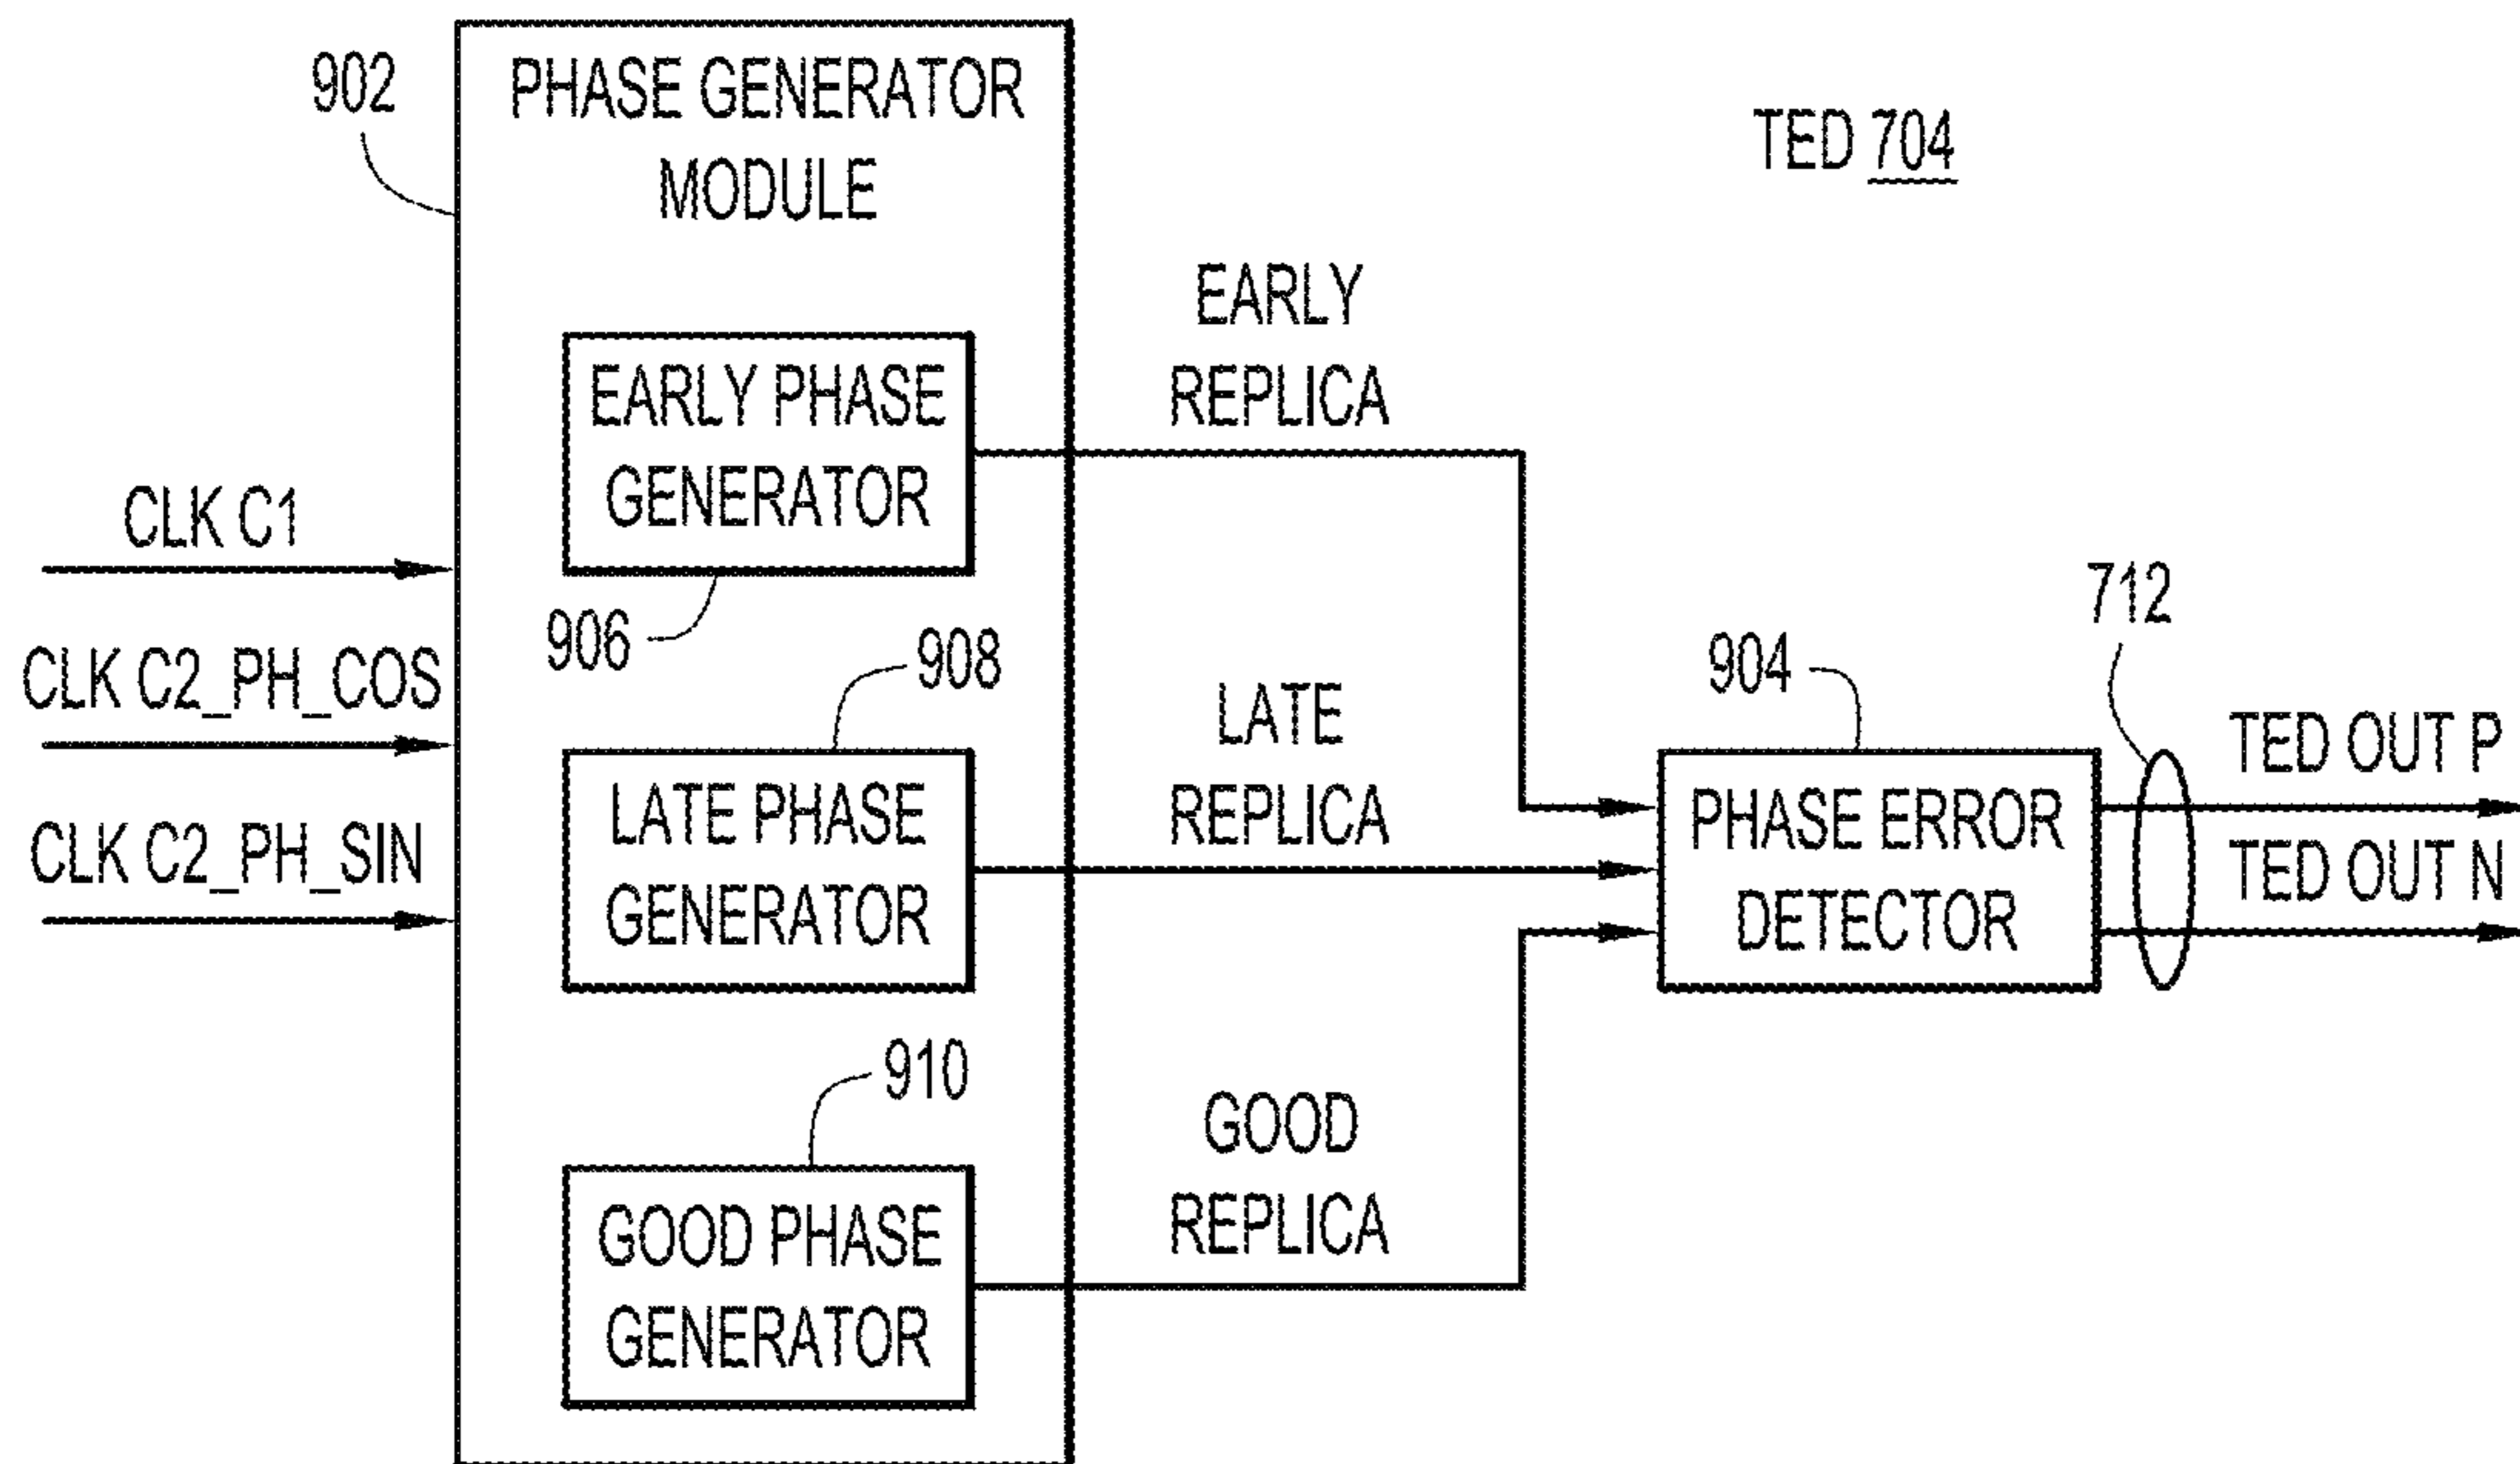 902
PHASE GENERATOR
MODULE
TED 704
EARLY
REPLICA
EARLY PHASE
GENERATOR
906
CLK C1
CLK C2_PH_COS
CLK C2_PH_SIN
908
LATE PHASE
GENERATOR
LATE
REPLICA
904
PHASE ERROR
DETECTOR
712
TED OUT P
TED OUT N
910
GOOD PHASE
GENERATOR
GOOD
REPLICA